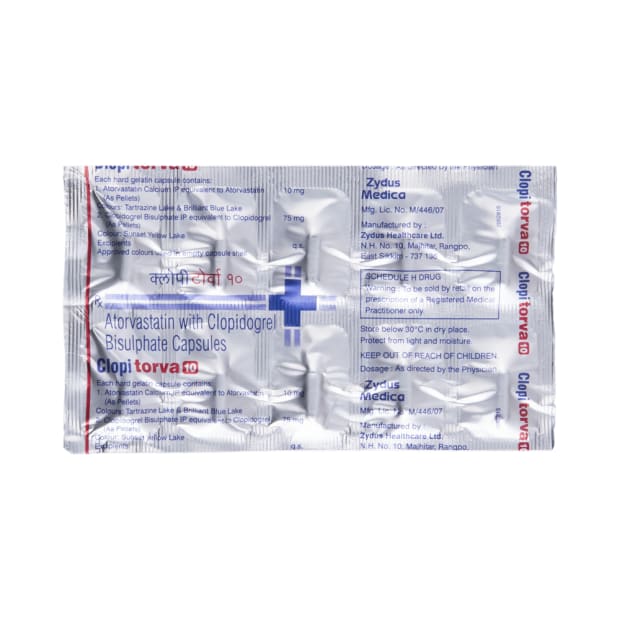 Clopi torva 10
Each hard gelatin capsule contains:
1. Atorvastatin Calcium IP equivalent to Atorvastatin 10 mg
(As Pellets)
Colours: Tartrazine Lake & Brilliant Blue Lake
2. Clopidogrel Bisulphate IP equivalent to Clopidogrel 75 mg
(As Pellets)
Colour: Sunset Yellow Lake
Excipients q.s.
Approved colours used in empty capsule shell
क्लोपी टोर्वा १०
Rx
Atorvastatin with Clopidogrel
Bisulphate Capsules
Clopi torva 10
Each hard gelatin capsule contains:
1. Atorvastatin Calcium IP equivalent to Atorvastatin 10 mg
(As Pellets)
Colours: Tartrazine Lake & Brilliant Blue Lake
2. Clopidogrel Bisulphate IP equivalent to Clopidogrel 75 mg
(As Pellets)
Colour: Sunset Yellow Lake
Excipients q.s.
Dosage : As directed by the Physician
Zydus
Medica
Mfg. Lic. No. M/446/07
Manufactured by :
Zydus Healthcare Ltd.
N.H. No. 10, Majhitar, Rangpo,
East Sikkim - 737 136
SCHEDULE H DRUG
Warning : To be sold by retail on the
prescription of a Registered Medical
Practitioner only.
Store below 30°C in dry place.
Protect from light and moisture.
KEEP OUT OF REACH OF CHILDREN.
Dosage : As directed by the Physician
Zydus
Medica
Mfg. Lic. No. M/446/07
Manufactured by :
Zydus Healthcare Ltd.
N.H. No. 10, Majhitar, Rangpo,
Clopi torva 10
Clopi torva 10
Clopi torva 10